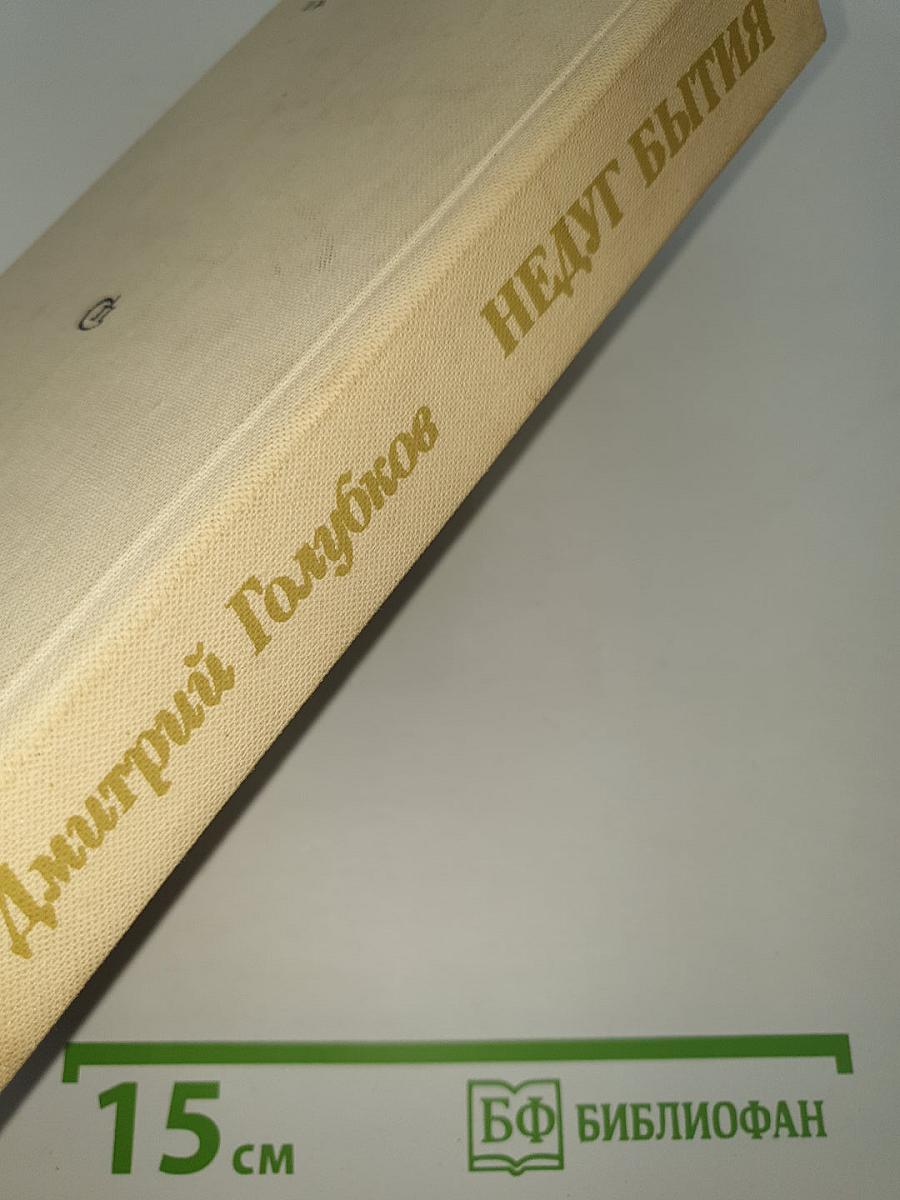 Дмитрий Голубков НЕДУГ БЫТИЯ
15 см
БФ БИБЛИОФАН